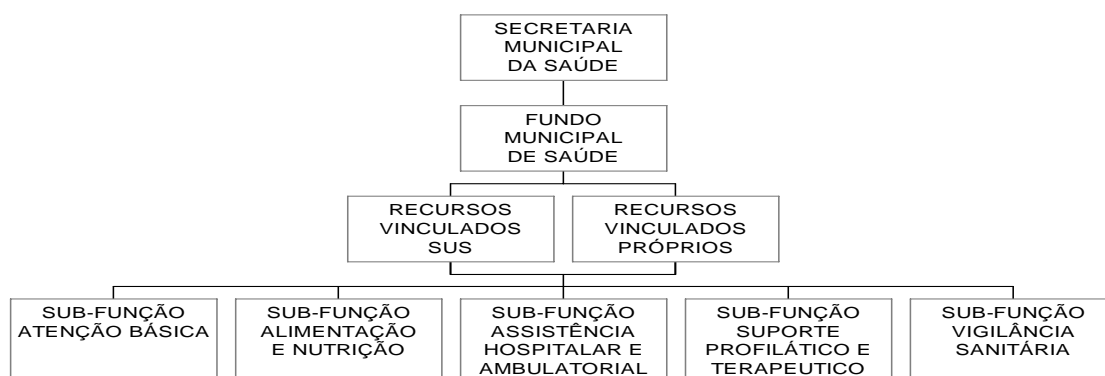 SECRETARIA
MUNICIPAL
DA SAÚDE
FUNDO
MUNICIPAL
DE SAÚDE
RECURSOS
VINCULADOS
SUS
RECURSOS
VINCULADOS
PRÓPRIOS
SUB-FUNÇÃO
ATENÇÃO BÁSICA
SUB-FUNÇÃO
ALIMENTAÇÃO
E NUTRIÇÃO
SUB-FUNÇÃO
ASSISTÊNCIA
HOSPITALAR E
AMBULATORIAL
SUB-FUNÇÃO
SUPORTE
PROFILÁTICO E
TERAPEUTICO
SUB-FUNÇÃO
VIGILÂNCIA
SANITÁRIA